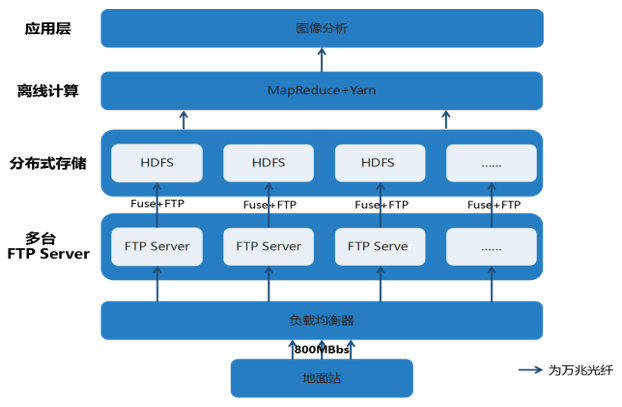 应用层
图像分析
离线计算
MapReduce+Yarn
分布式存储
HDFS
HDFS
HDFS
......
Fuse+FTP
Fuse+FTP
Fuse+FTP
Fuse+FTP
多台
FTP Server
FTP Server
FTP Server
FTP Serve
......
负载均衡器
800MBbs
地面站
为万兆光纤